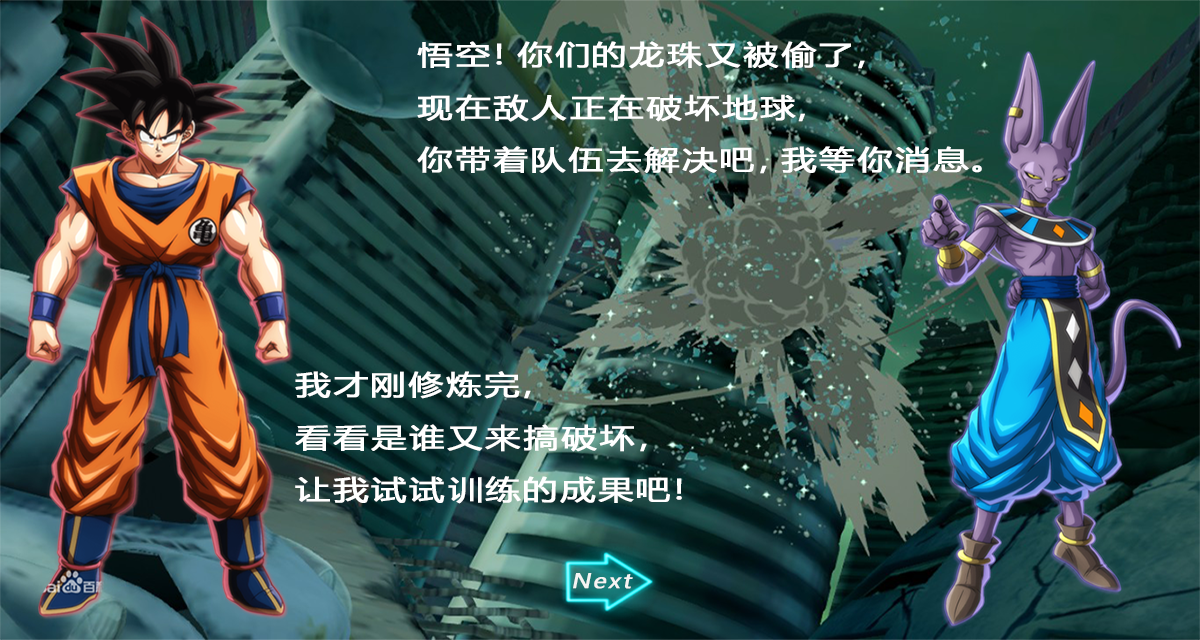 悟空！你们的龙珠又被偷了，
现在敌人正在破坏地球，
你带着队伍去解决吧，我等你消息。
龟
我才刚修炼完，
看看是谁又来搞破坏，
让我试试训练的成果吧！
Next